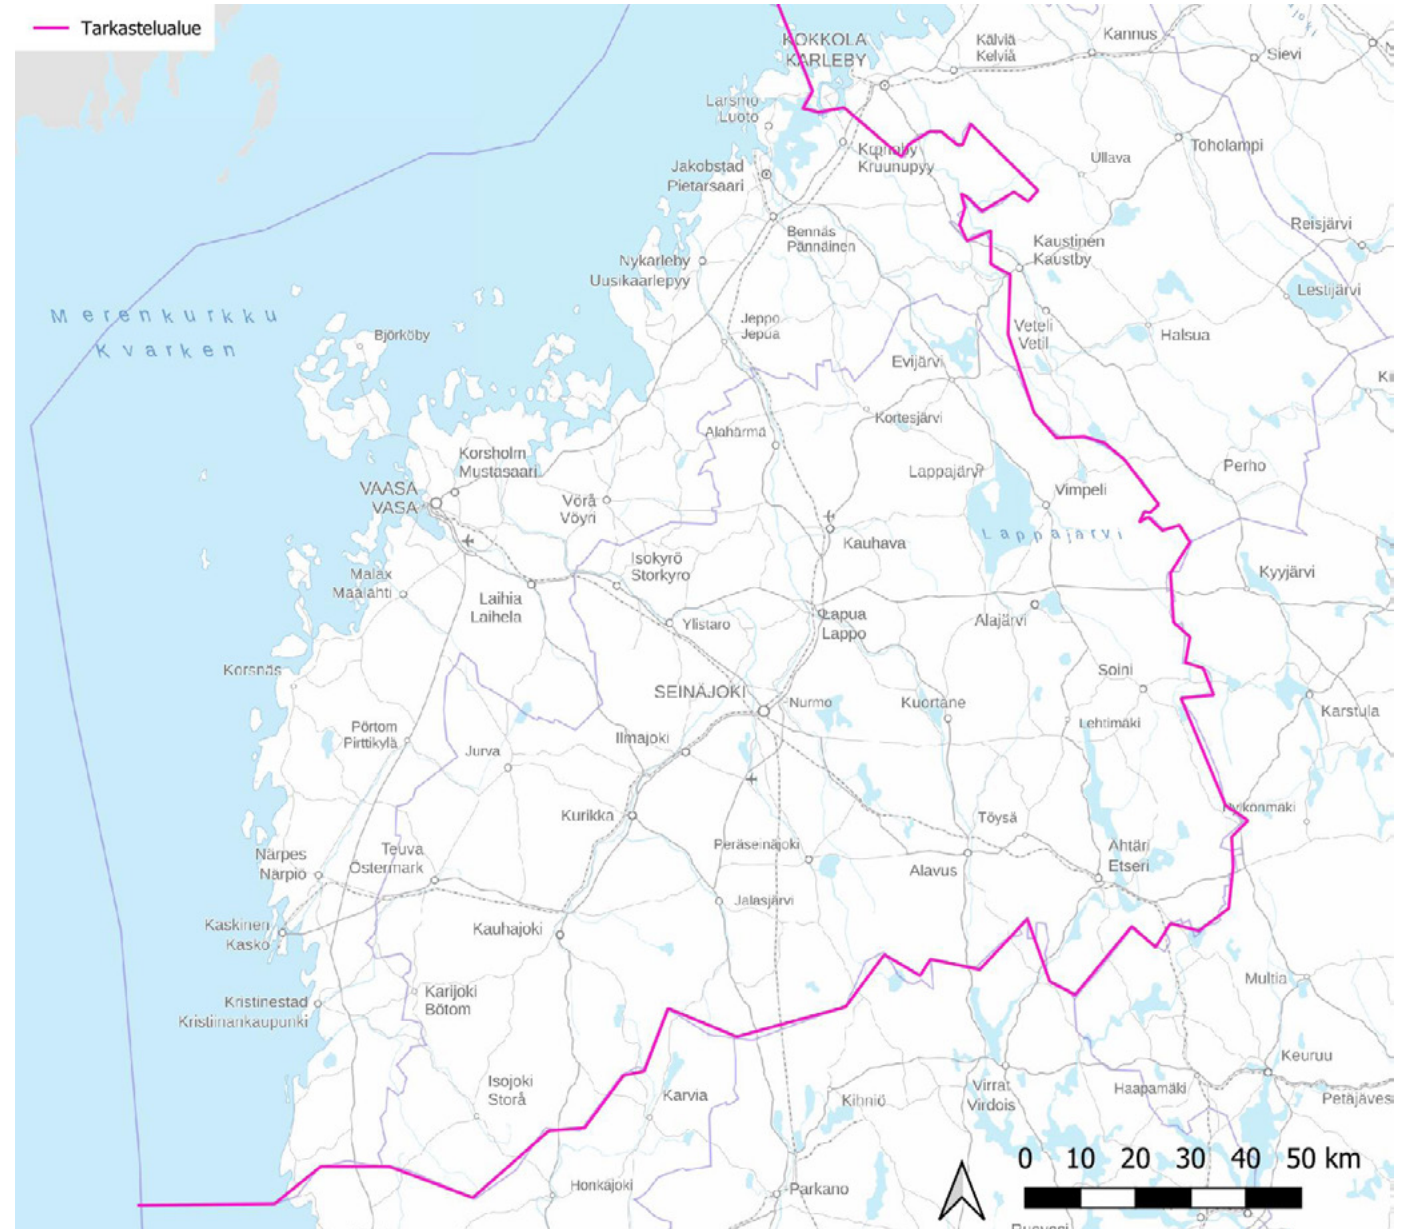 Tarkastelualue
KOKKOLA
KARLEBY
Kälviä
Kelviå
Kannus
Sievi
Larsmo
Luoto
Kronoby
Kruunupyy
Ullava
Toholampi
Jakobstad
Pietarsaari
Bennäs
Pännäinen
Kaustinen
Kaustby
Reisjärvi
Nykarleby
Uusikaarlepyy
Lestijärvi
Merenkurkku
Kvarken
Björköby
Jeppo
Jepua
Veteli
Vetil
Halsua
Evijärvi
Kortesjärvi
Alahärmä
Korsholm
Mustasaari
Lappajärvi
Perho
VAASA
VASA
Vörå
Vöyri
Vimpeli
Lappajärvi
Kauhava
Isokyrö
Storkyro
Kyyjärvi
Malax
Maalahti
Laihia
Laihela
Ylistaro
Lapua
Lappo
Alajärvi
Korsnäs
Soini
SEINÄJOKI
Nurmo
Kuortane
Lehtimäki
Karstula
Pörtom
Pirttikylä
Jurva
Ilmajoki
Kurikka
Töysä
Myllymäki
Peräseinäjoki
Ähtäri
Etseri
Närpes
Närpiö
Teuva
Östermark
Alavus
Jalasjärvi
Kaskinen
Kaskö
Kauhajoki
Multia
Kristinestad
Kristiinankaupunki
Karijoki
Bötom
Keuruu
Isojoki
Storå
Karvia
Kihniö
Virrat
Virdois
Haapamäki
Honkajoki
Parkano
0 10 20 30 40 50 km